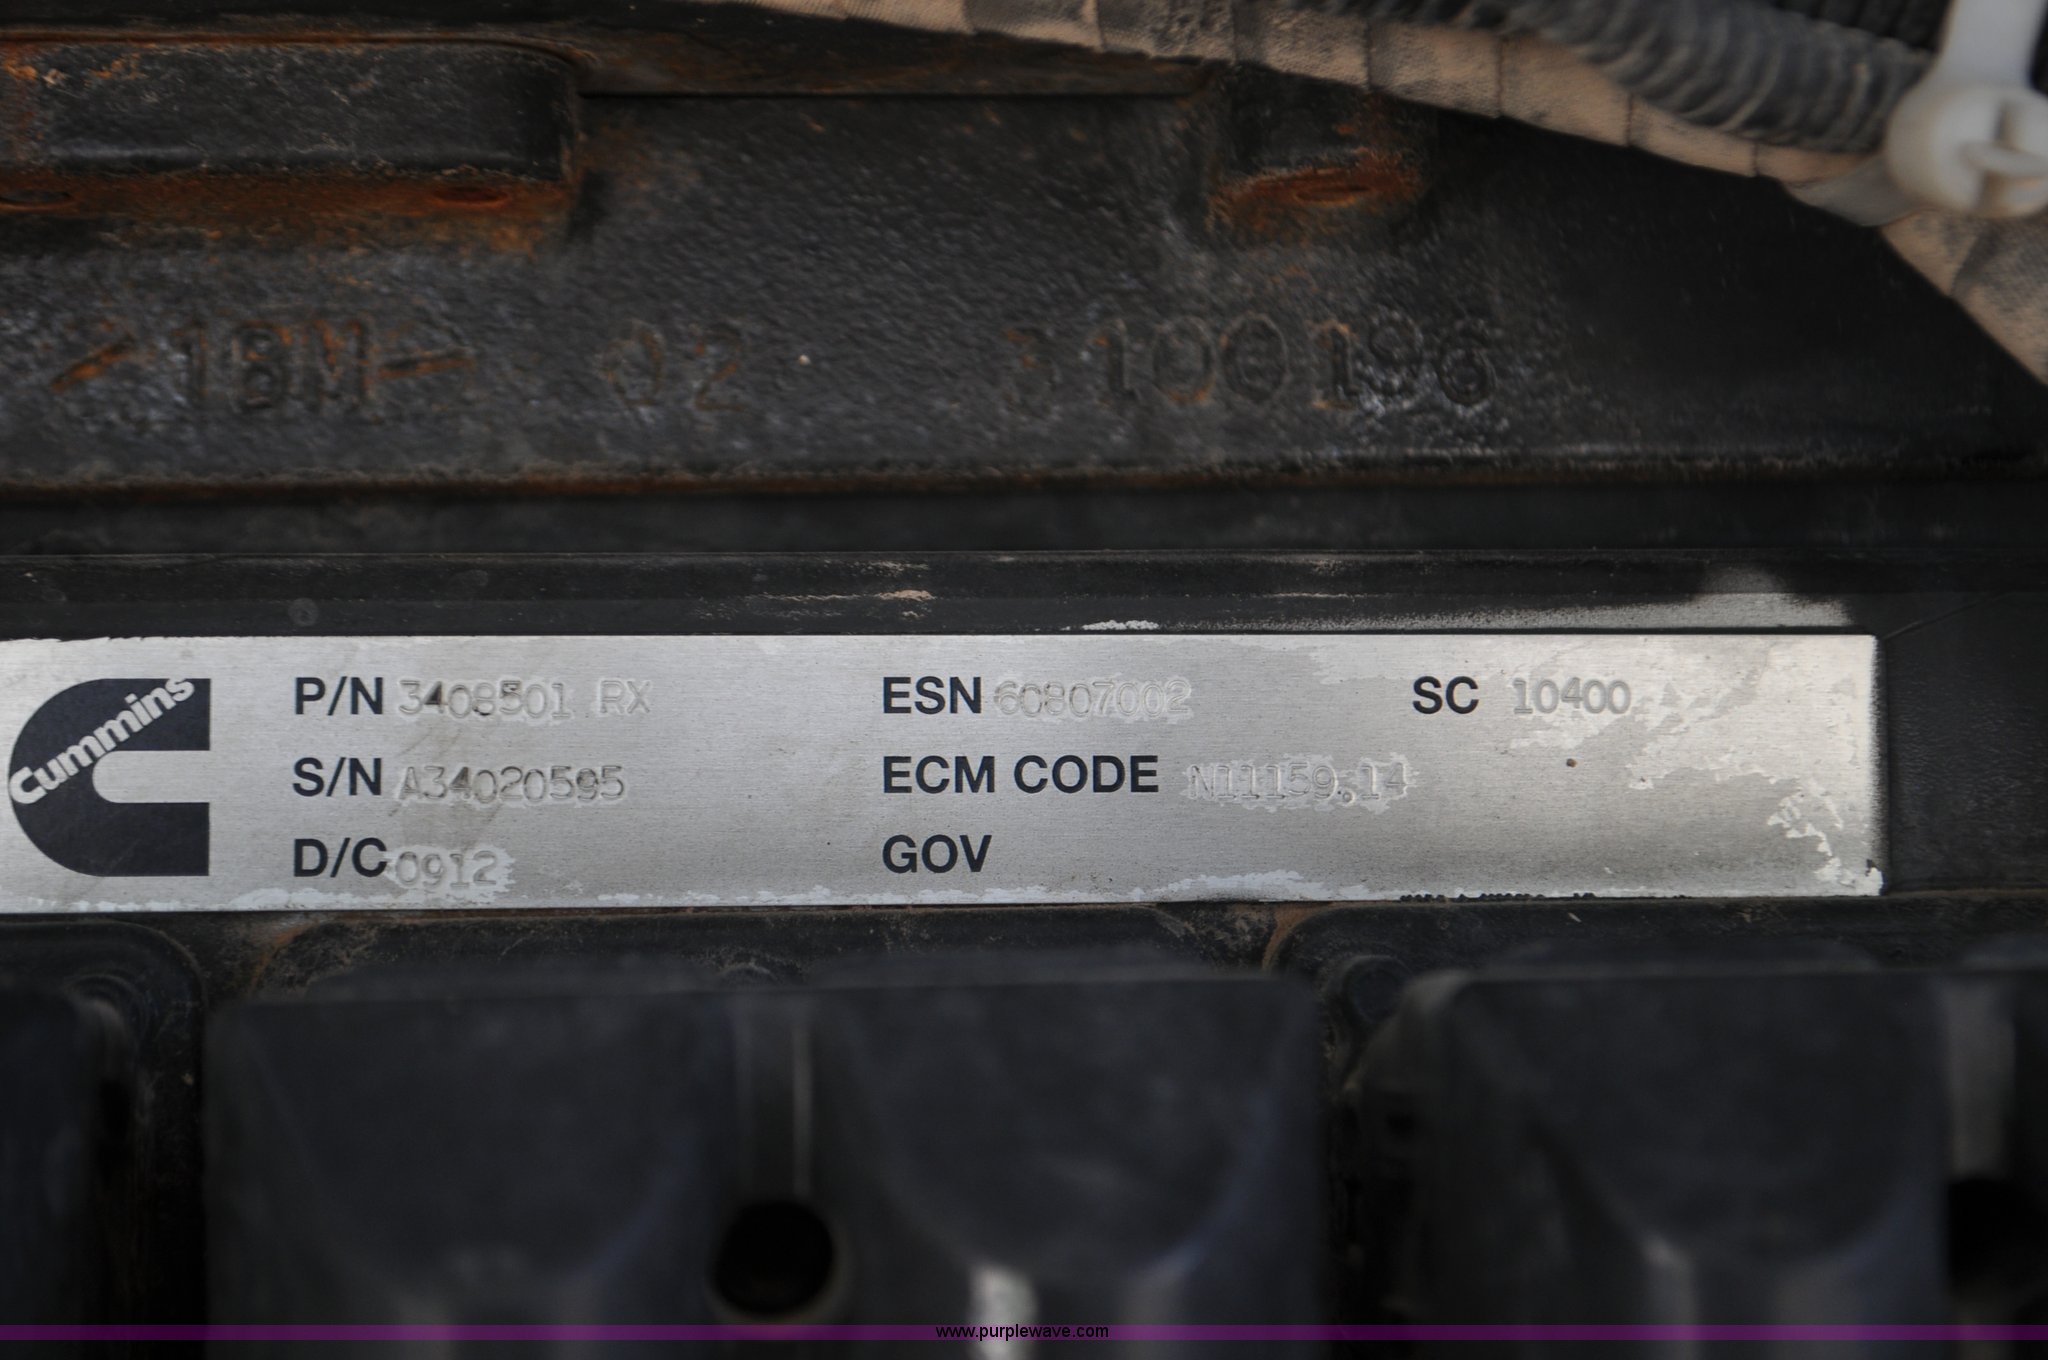 18M 02 3100196
Cummins
P/N 3408501 RX ESN 60807002 SC 10400
S/N A34020595 ECM CODE N11159.14
D/C 0912 GOV
www.purplewave.com